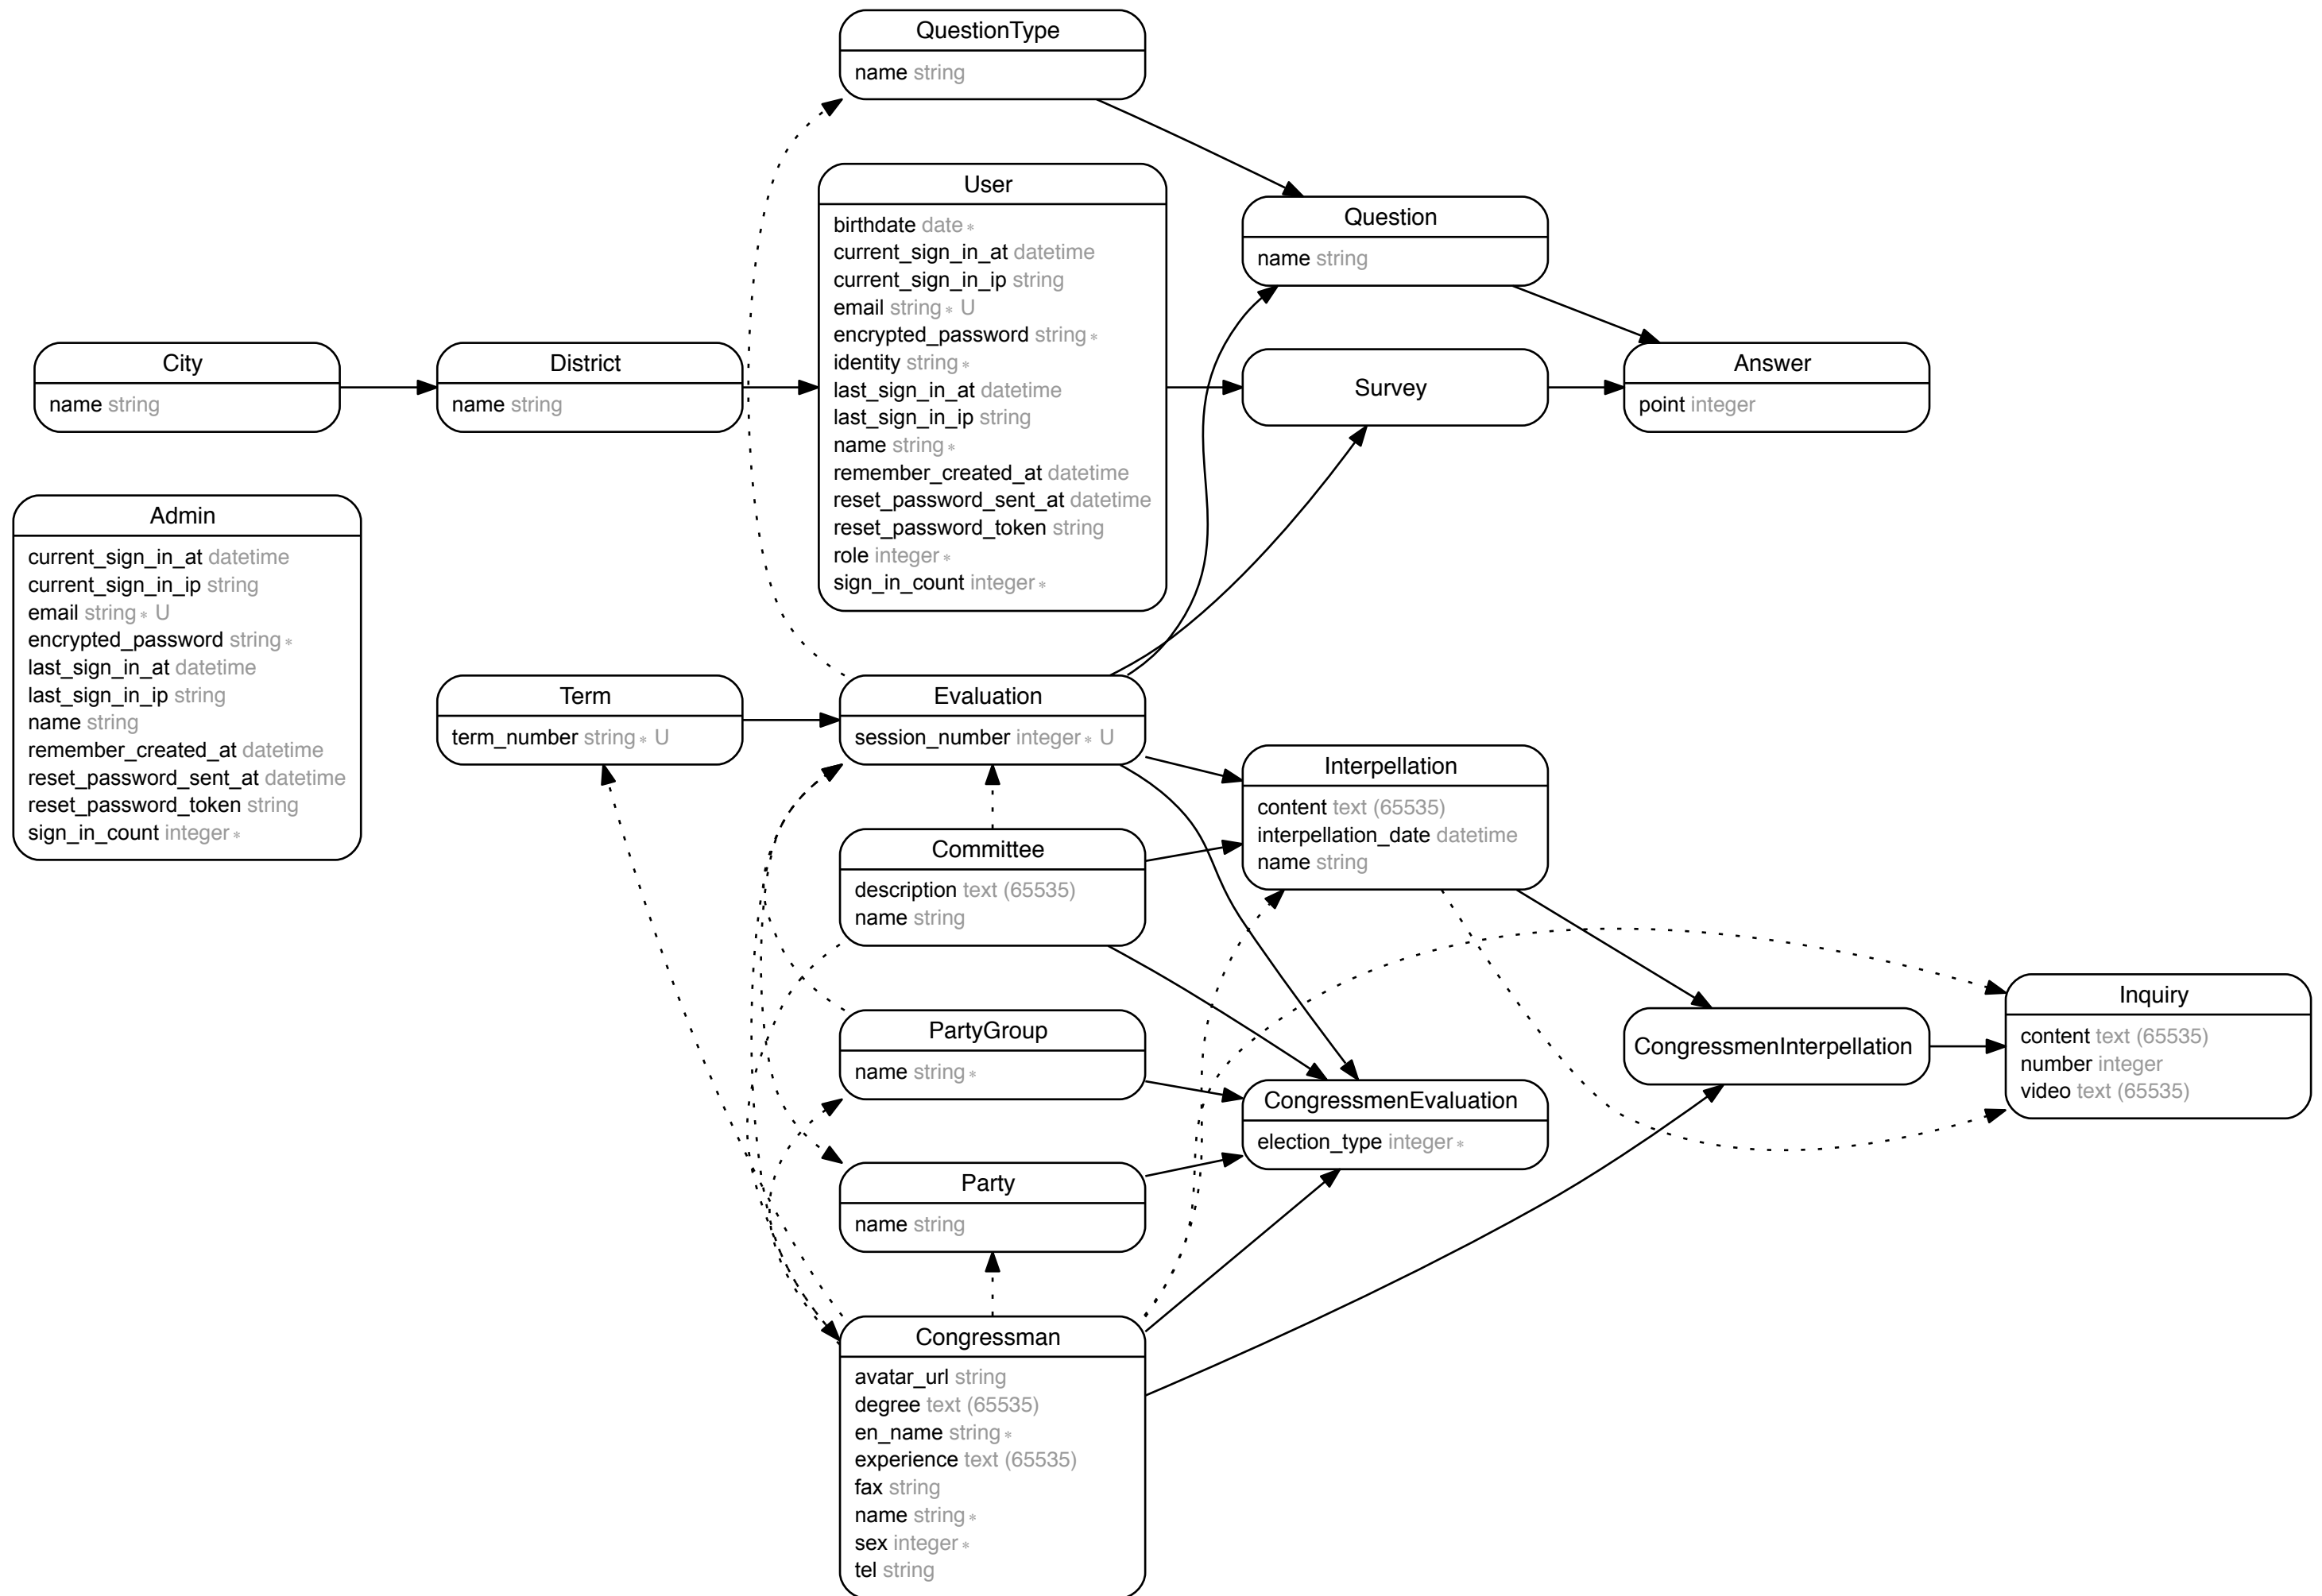 QuestionType
name string
User
birthdate date ∗
current_sign_in_at datetime
current_sign_in_ip string
email string ∗ U
encrypted_password string ∗
identity string ∗
last_sign_in_at datetime
last_sign_in_ip string
name string ∗
remember_created_at datetime
reset_password_sent_at datetime
reset_password_token string
role integer ∗
sign_in_count integer ∗
Question
name string
City
name string
District
name string
Survey
Answer
point integer
Admin
current_sign_in_at datetime
current_sign_in_ip string
email string ∗ U
encrypted_password string ∗
last_sign_in_at datetime
last_sign_in_ip string
name string
remember_created_at datetime
reset_password_sent_at datetime
reset_password_token string
sign_in_count integer ∗
Term
term_number string ∗ U
Evaluation
session_number integer ∗ U
Interpellation
content text (65535)
interpellation_date datetime
name string
Committee
description text (65535)
name string
PartyGroup
name string ∗
CongressmenEvaluation
election_type integer ∗
CongressmenInterpellation
Inquiry
content text (65535)
number integer
video text (65535)
Party
name string
Congressman
avatar_url string
degree text (65535)
en_name string ∗
experience text (65535)
fax string
name string ∗
sex integer ∗
tel string